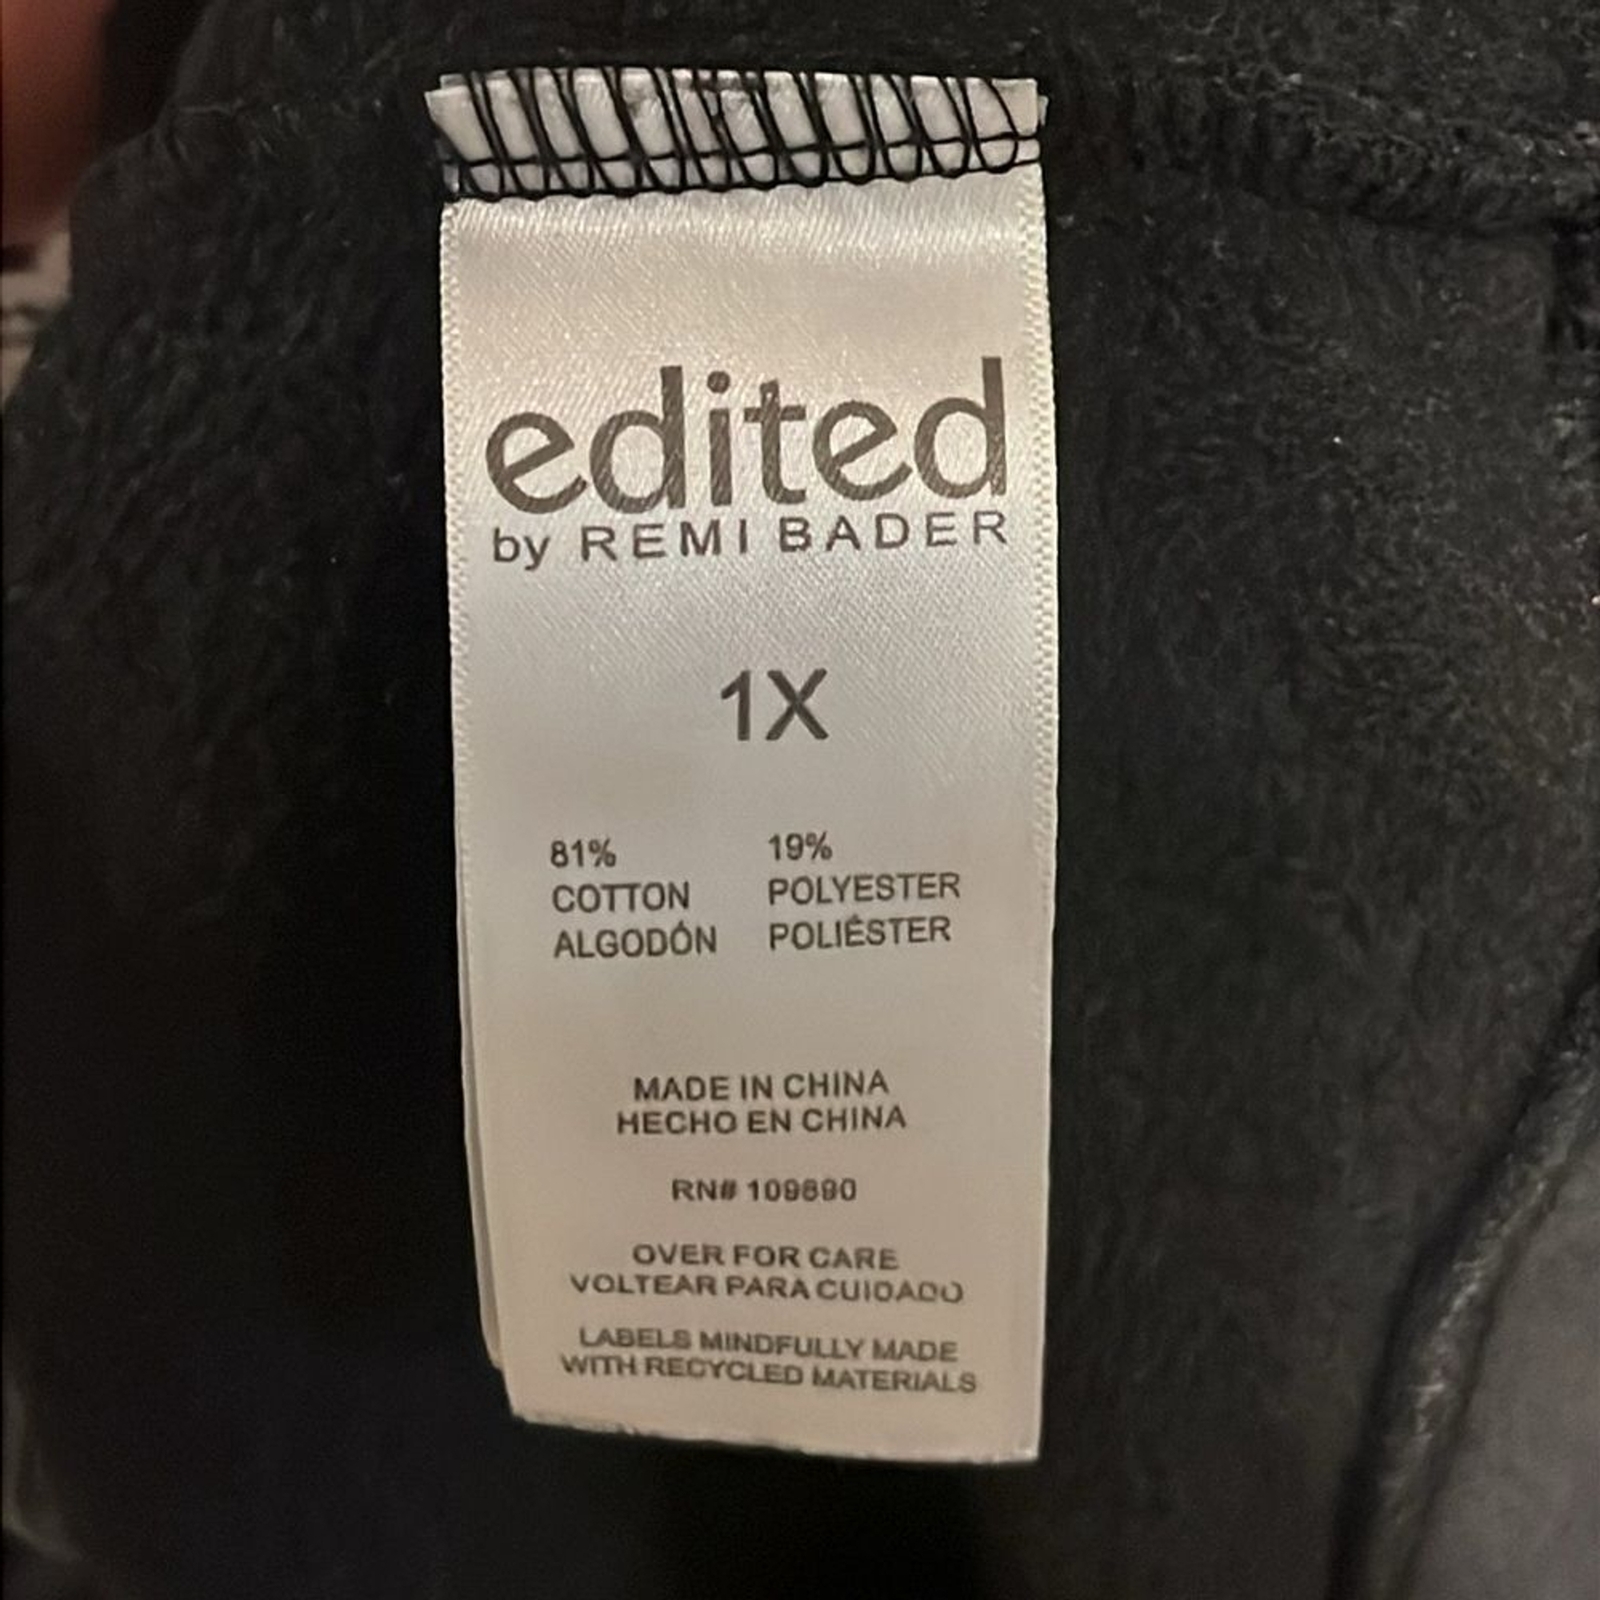 edited
by REMI BADER
1X
81% 19%
COTTON POLYESTER
ALGODÓN POLIÉSTER
MADE IN CHINA
HECHO EN CHINA
RN# 109890
OVER FOR CARE
VOLTEAR PARA CUIDADO
LABELS MINDFULLY MADE
WITH RECYCLED MATERIALS